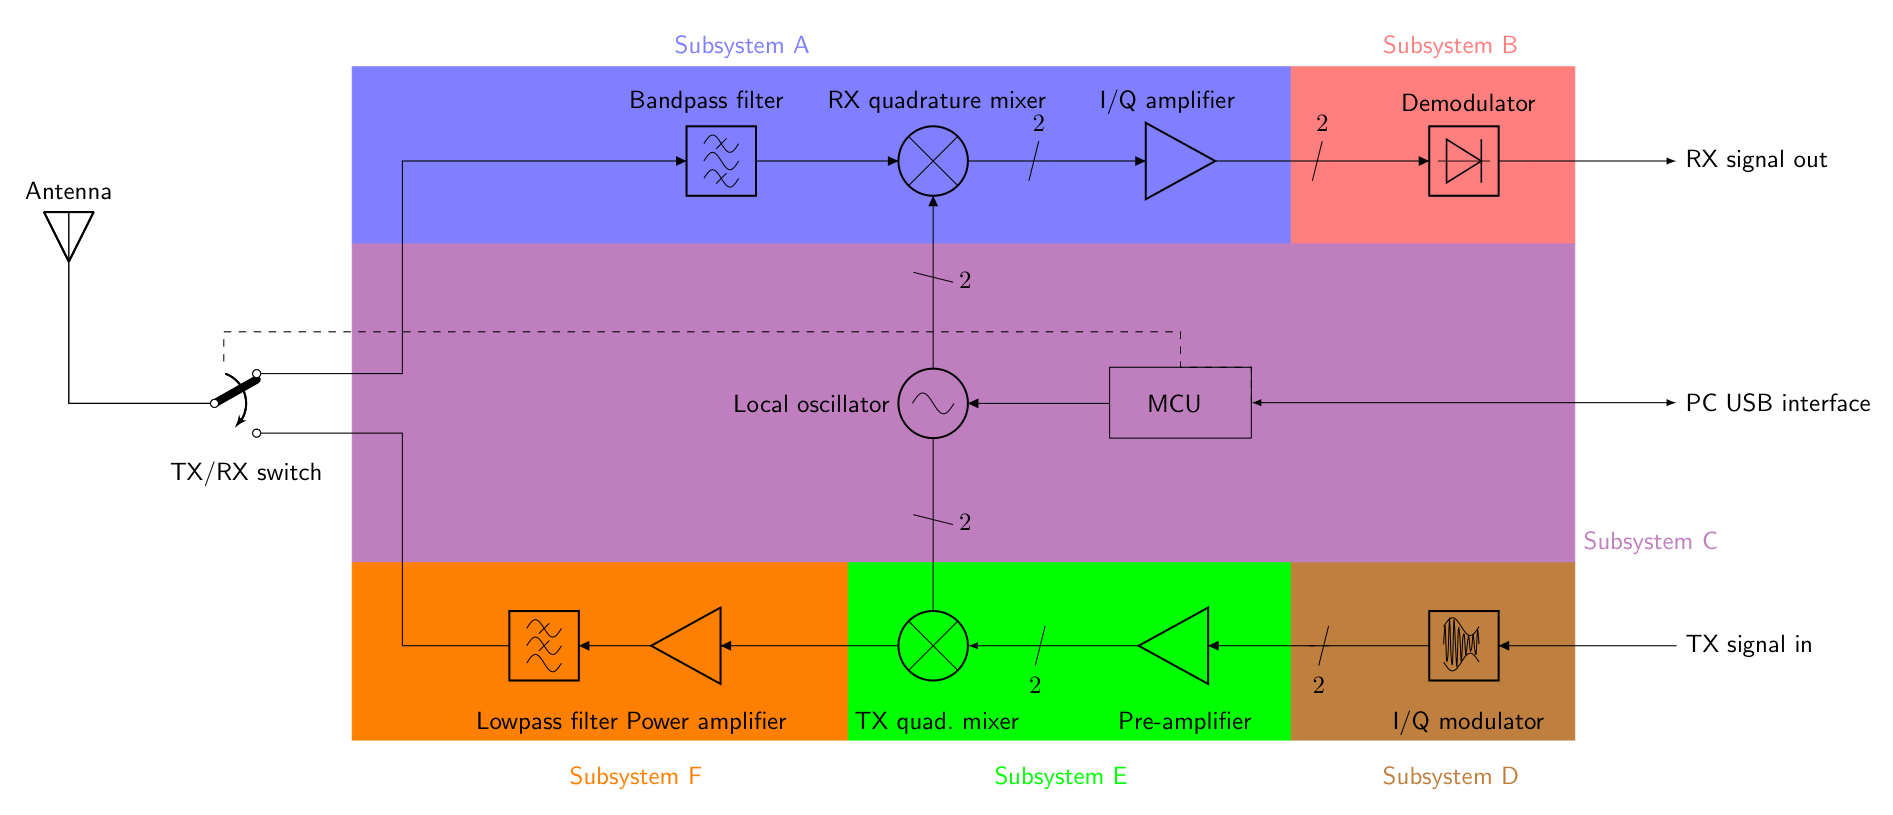 Subsystem A
Subsystem B
Bandpass filter
RX quadrature mixer
I/Q amplifier
Demodulator
2
2
RX signal out
Antenna
2
Local oscillator
MCU
PC USB interface
TX/RX switch
2
Subsystem C
TX signal in
2
2
Lowpass filter
Power amplifier
TX quad. mixer
Pre-amplifier
I/Q modulator
Subsystem F
Subsystem E
Subsystem D